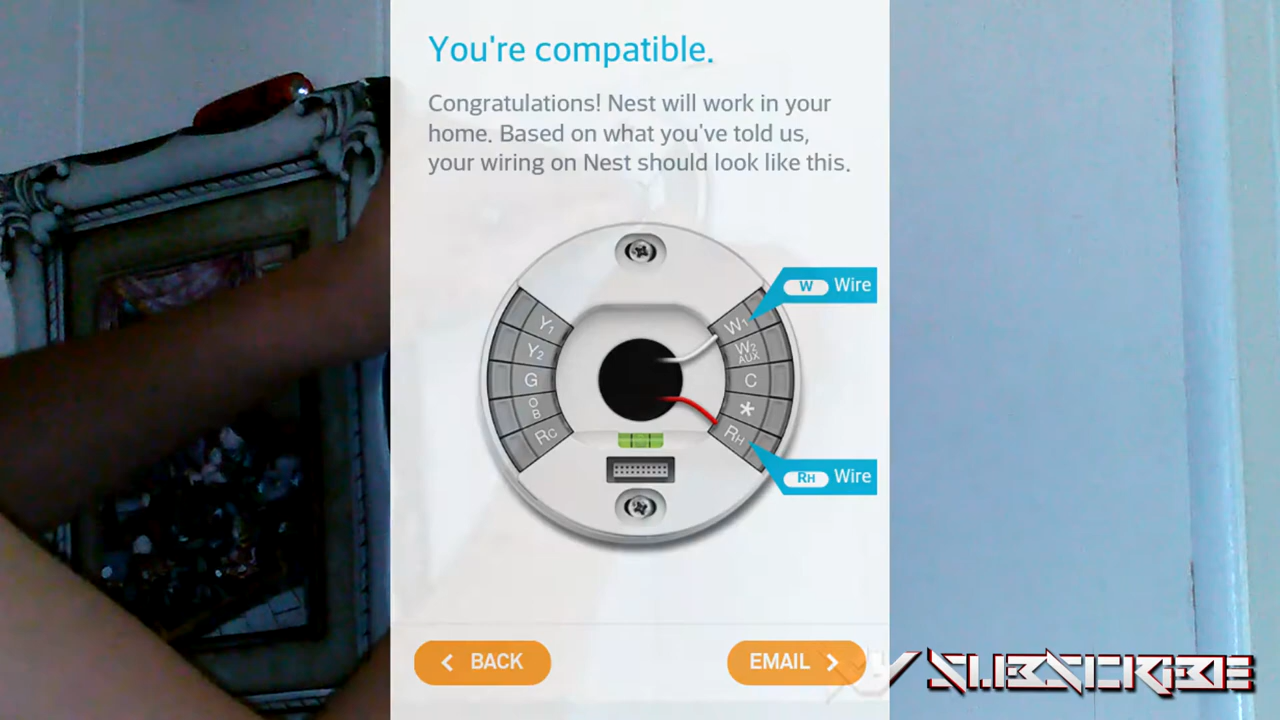 You're compatible.
Congratulations! Nest will work in your
home. Based on what you've told us,
your wiring on Nest should look like this.
W Wire
Y1
Y2
G
O
B
RC
W1
W2
AUX
C
*
RH
RH Wire
BACK
EMAIL
SUBSCRIBE